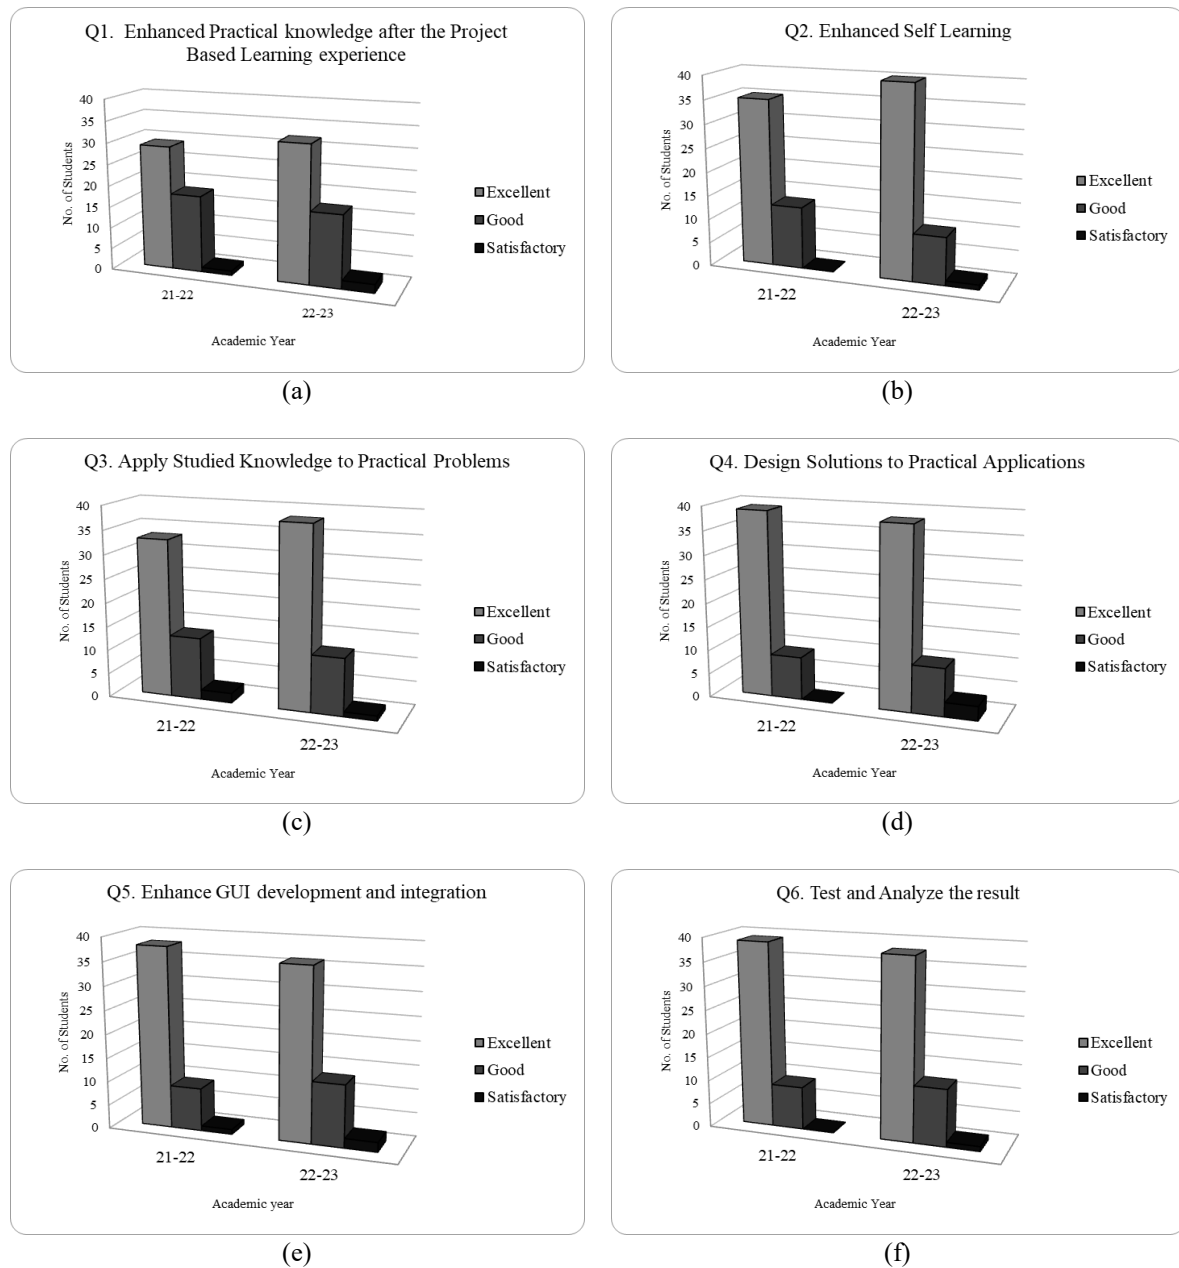 Q1. Enhanced Practical knowledge after the Project
Based Learning experience
40
35
30
25
20
15
10
5
0
No. of Students
21-22
22-23
Academic Year
Excellent
Good
Satisfactory
(a)
Q2. Enhanced Self Learning
40
35
30
25
20
15
10
5
0
No. of Students
21-22
22-23
Academic Year
Excellent
Good
Satisfactory
(b)
Q3. Apply Studied Knowledge to Practical Problems
40
35
30
25
20
15
10
5
0
No. of Students
21-22
22-23
Academic Year
Excellent
Good
Satisfactory
(c)
Q4. Design Solutions to Practical Applications
40
35
30
25
20
15
10
5
0
No. of Students
21-22
22-23
Academic Year
Excellent
Good
Satisfactory
(d)
Q5. Enhance GUI development and integration
40
35
30
25
20
15
10
5
0
No. of Students
21-22
22-23
Academic year
Excellent
Good
Satisfactory
(e)
Q6. Test and Analyze the result
40
35
30
25
20
15
10
5
0
No. of Students
21-22
22-23
Academic Year
Excellent
Good
Satisfactory
(f)